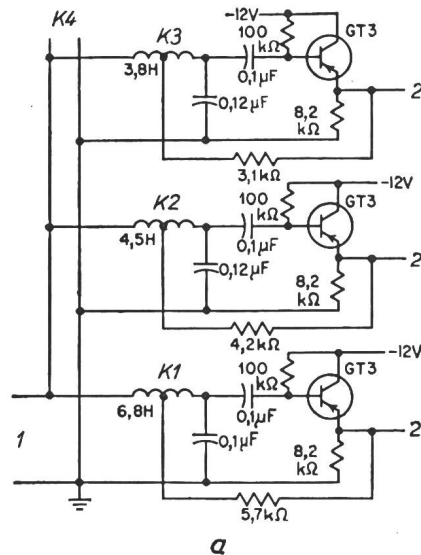 K4
K3
-12V
100
kΩ
GT3
3,8H
0,1µF
0,12µF
8,2
kΩ
2
3,1kΩ
K2
-12V
100
kΩ
GT3
4,5H
0,1µF
0,12µF
8,2
kΩ
2
4,2kΩ
K1
-12V
100
kΩ
GT3
6,8H
0,1µF
1
0,1µF
8,2
kΩ
2
5,7kΩ
a